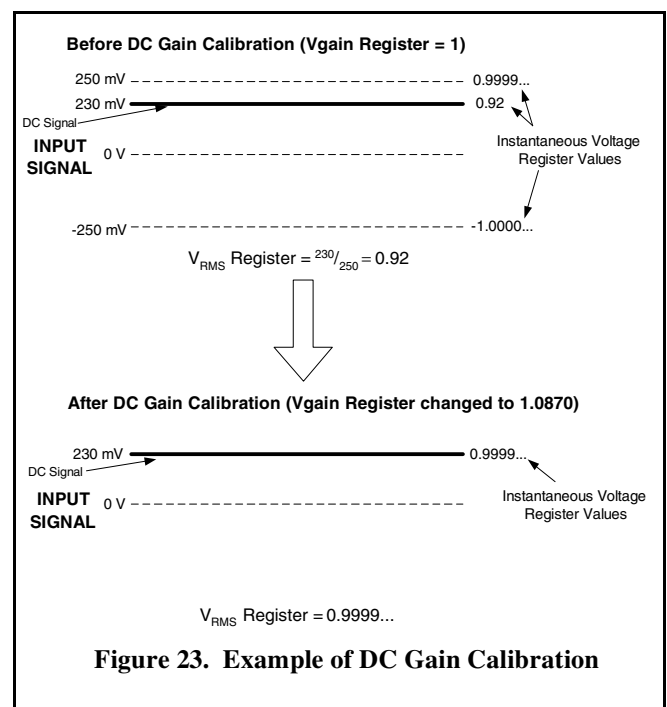 Before DC Gain Calibration (Vgain Register = 1)
250 mV
0.9999...
230 mV
0.92
DC Signal
INPUT
SIGNAL
0 V
Instantaneous Voltage
Register Values
-250 mV
-1.0000...
VRMS Register = 230/250 = 0.92
After DC Gain Calibration (Vgain Register changed to 1.0870)
230 mV
0.9999...
DC Signal
INPUT
SIGNAL
0 V
Instantaneous Voltage
Register Values
VRMS Register = 0.9999...
Figure 23. Example of DC Gain Calibration